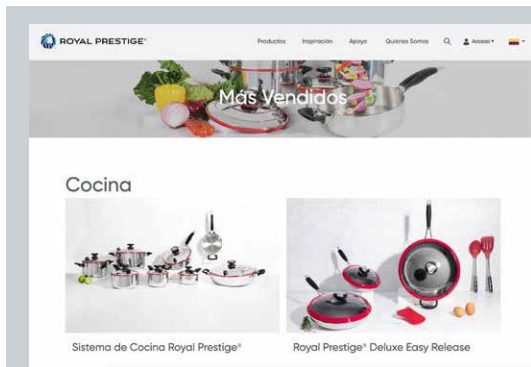 ROYAL PRESTIGE®
Productos Inspiración Apoyo Quienes Somos Acceso
Más Vendidos
Cocina
Sistema de Cocina Royal Prestige®
Royal Prestige® Deluxe Easy Release